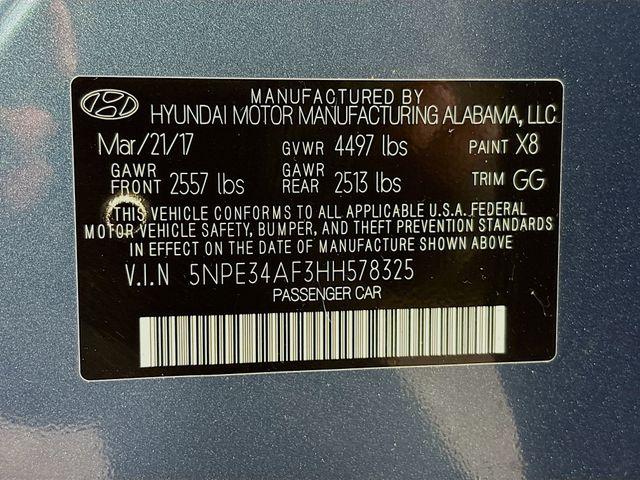 MANUFACTURED BY
HYUNDAI MOTOR MANUFACTURING ALABAMA, LLC
Mar/21/17 GVWR 4497 lbs PAINT X8
GAWR FRONT 2557 lbs GAWR REAR 2513 lbs TRIM GG
THIS VEHICLE CONFORMS TO ALL APPLICABLE U.S.A. FEDERAL
MOTOR VEHICLE SAFETY, BUMPER, AND THEFT PREVENTION STANDARDS
IN EFFECT ON THE DATE OF MANUFACTURE SHOWN ABOVE
V.I.N 5NPE34AF3HH578325
PASSENGER CAR